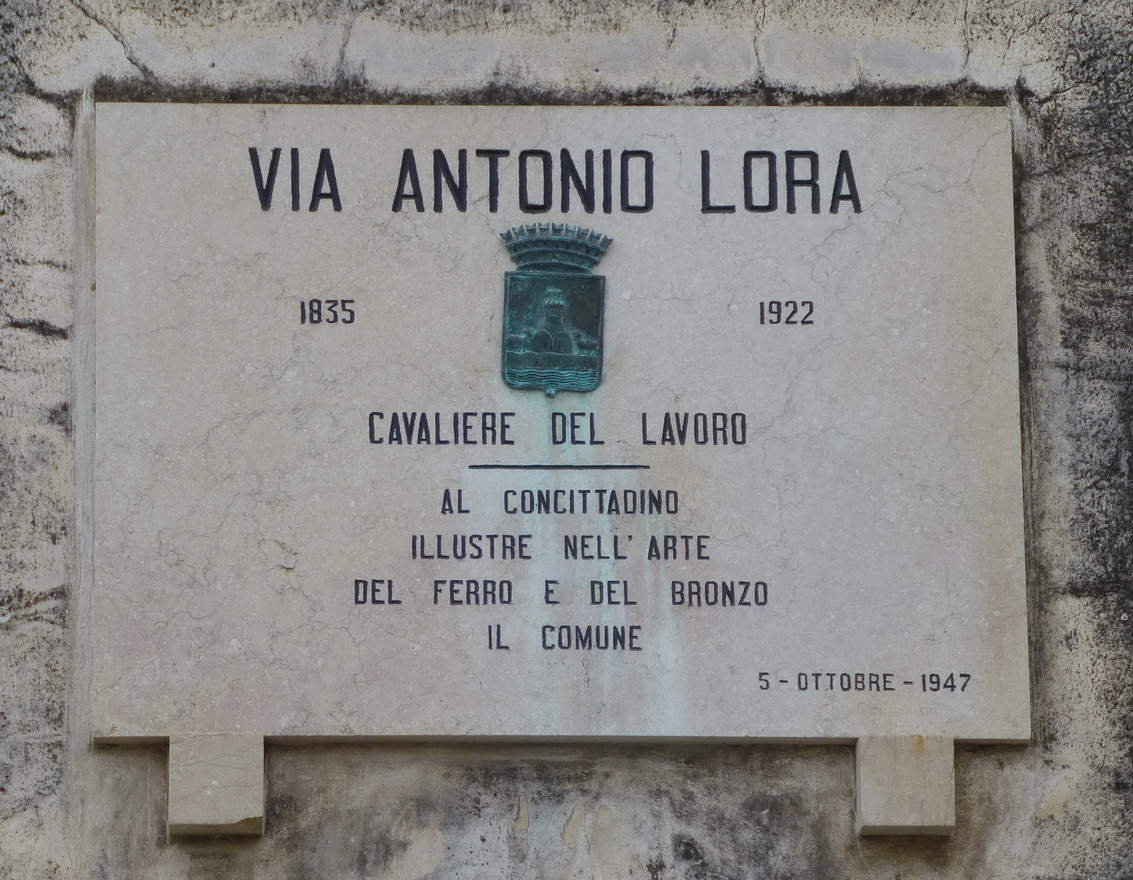 VIA ANTONIO LORA
1835 1922
CAVALIERE DEL LAVORO
AL CONCITTADINO
ILLUSTRE NELL' ARTE
DEL FERRO E DEL BRONZO
IL COMUNE
5 - OTTOBRE - 1947